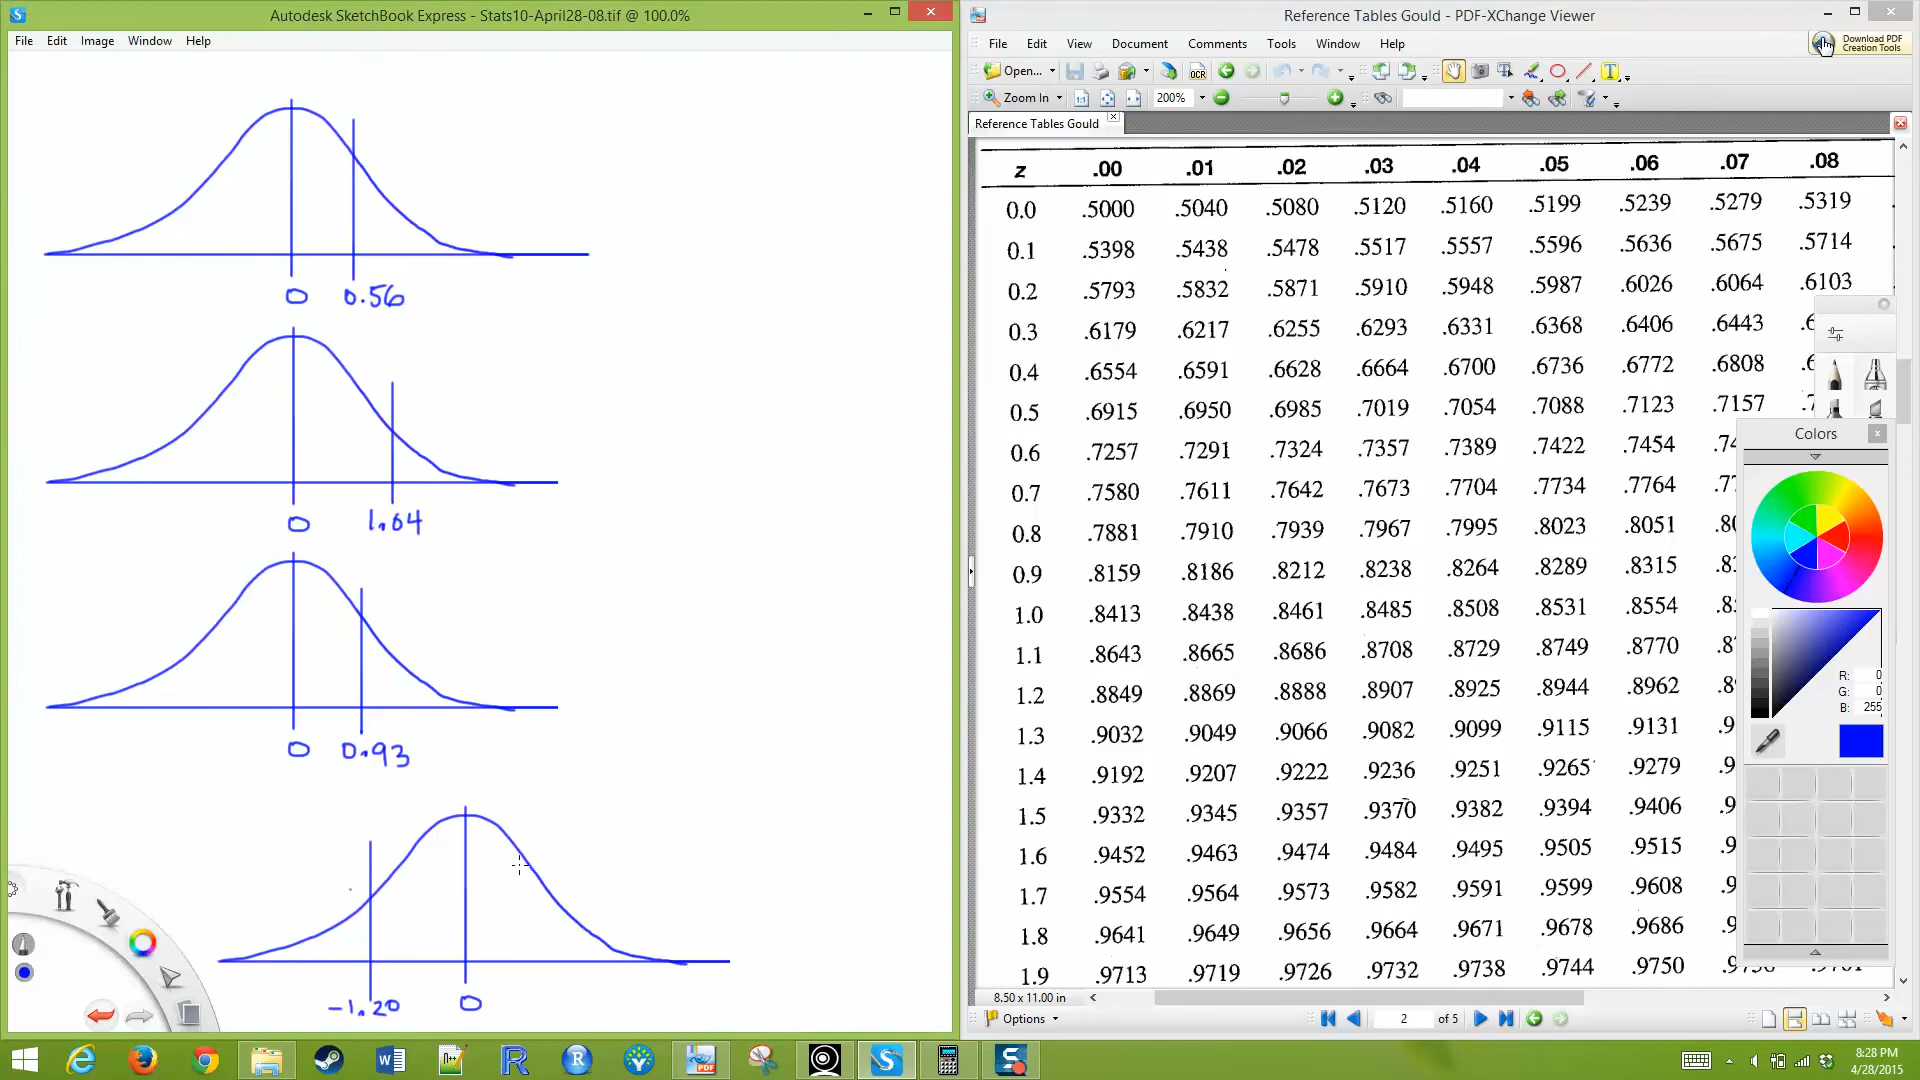 Autodesk SketchBook Express - Stats10-April28-08.tif @ 100.0%
File Edit Image Window Help
0 0.56
0 1.64
0 0.93
-1.20 0
Reference Tables Gould - PDF-XChange Viewer
File Edit View Document Comments Tools Window Help
Download PDF
Creation Tools
Open...
OCR
Zoom In 200%
Reference Tables Gould
z .00 .01 .02 .03 .04 .05 .06 .07 .08
0.0 .5000 .5040 .5080 .5120 .5160 .5199 .5239 .5279 .5319
0.1 .5398 .5438 .5478 .5517 .5557 .5596 .5636 .5675 .5714
0.2 .5793 .5832 .5871 .5910 .5948 .5987 .6026 .6064 .6103
0.3 .6179 .6217 .6255 .6293 .6331 .6368 .6406 .6443
0.4 .6554 .6591 .6628 .6664 .6700 .6736 .6772 .6808
0.5 .6915 .6950 .6985 .7019 .7054 .7088 .7123 .7157
0.6 .7257 .7291 .7324 .7357 .7389 .7422 .7454
0.7 .7580 .7611 .7642 .7673 .7704 .7734 .7764
0.8 .7881 .7910 .7939 .7967 .7995 .8023 .8051
0.9 .8159 .8186 .8212 .8238 .8264 .8289 .8315
1.0 .8413 .8438 .8461 .8485 .8508 .8531 .8554
1.1 .8643 .8665 .8686 .8708 .8729 .8749 .8770
1.2 .8849 .8869 .8888 .8907 .8925 .8944 .8962
1.3 .9032 .9049 .9066 .9082 .9099 .9115 .9131
1.4 .9192 .9207 .9222 .9236 .9251 .9265 .9279
1.5 .9332 .9345 .9357 .9370 .9382 .9394 .9406
1.6 .9452 .9463 .9474 .9484 .9495 .9505 .9515
1.7 .9554 .9564 .9573 .9582 .9591 .9599 .9608
1.8 .9641 .9649 .9656 .9664 .9671 .9678 .9686
1.9 .9713 .9719 .9726 .9732 .9738 .9744 .9750
Colors
R: 0
G: 0
B: 255
8.50 x 11.00 in
Options 2 of 5
8:28 PM
4/28/2015